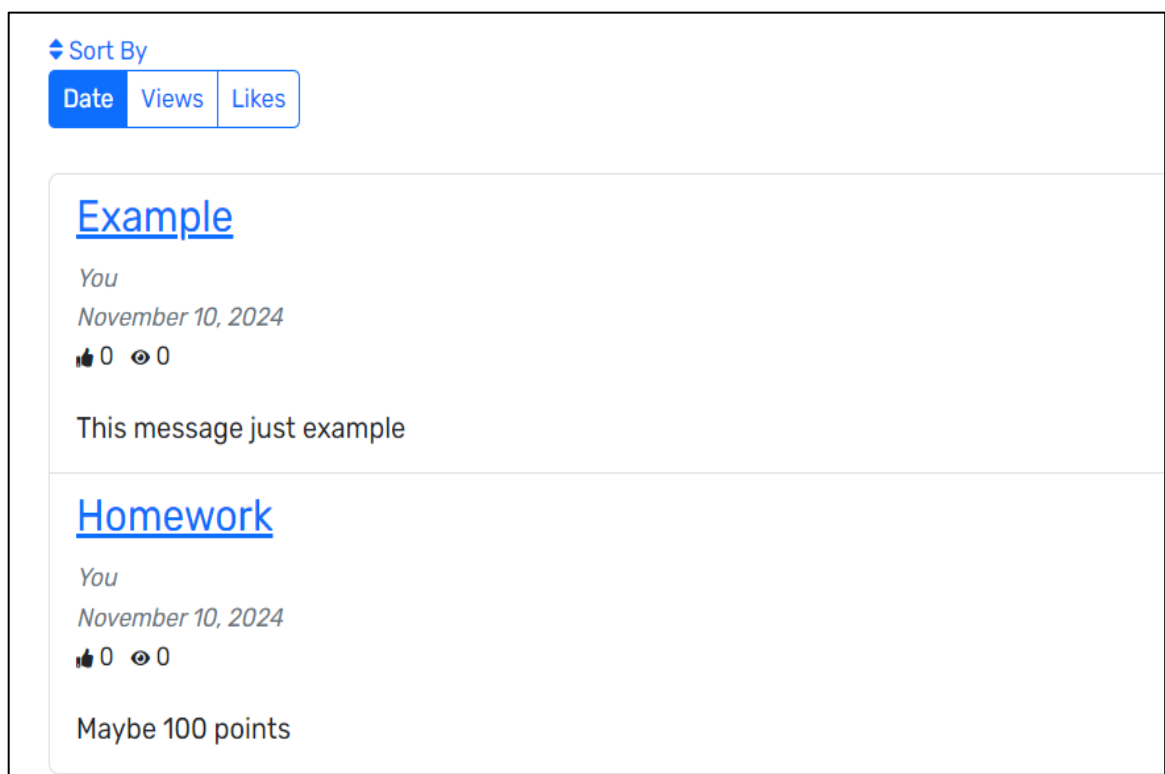 Sort By
Date Views Likes
Example
You
November 10, 2024
0 0
This message just example
Homework
You
November 10, 2024
0 0
Maybe 100 points